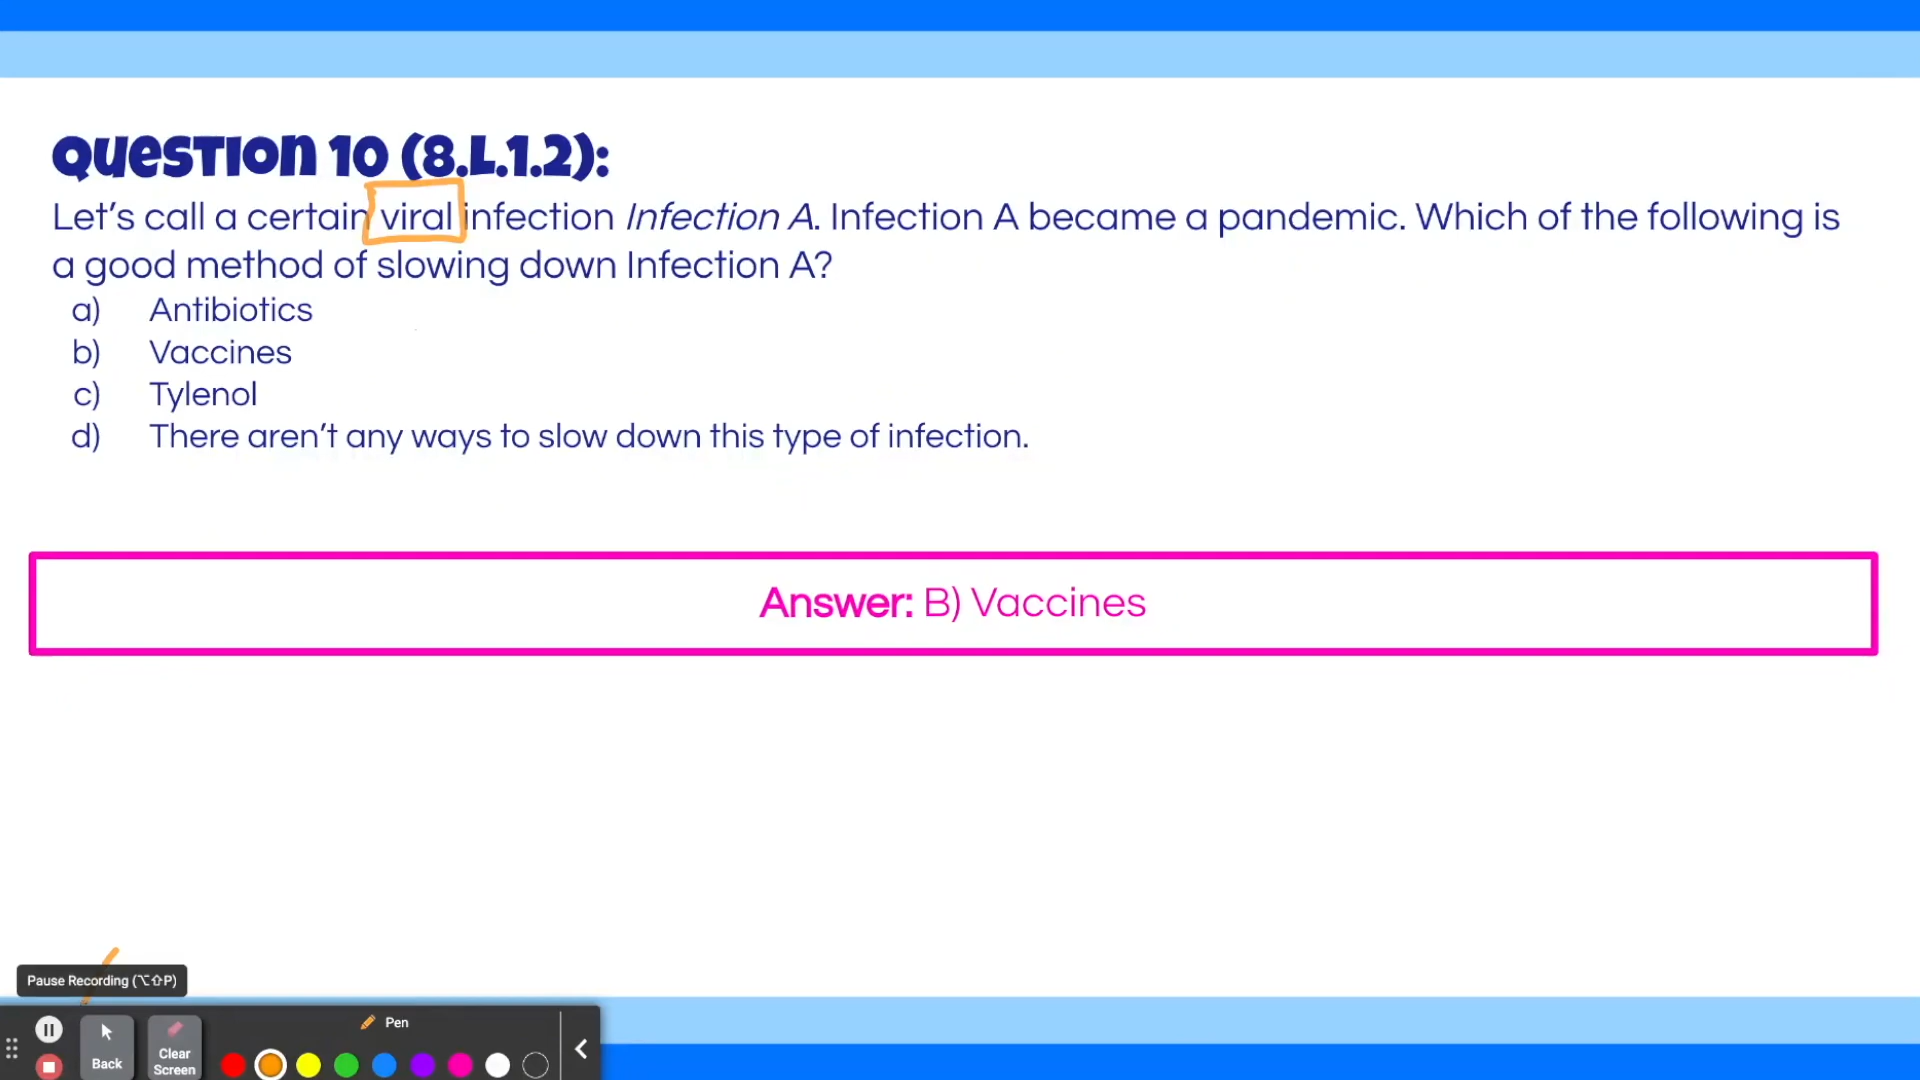 Question 10 (8.L.1.2):
Let's call a certain viral infection Infection A. Infection A became a pandemic. Which of the following is
a good method of slowing down Infection A?
a) Antibiotics
b) Vaccines
c) Tylenol
d) There aren't any ways to slow down this type of infection.
Answer: B) Vaccines
Pause Recording (⌥⇧P)
Pen
Back
Clear
Screen